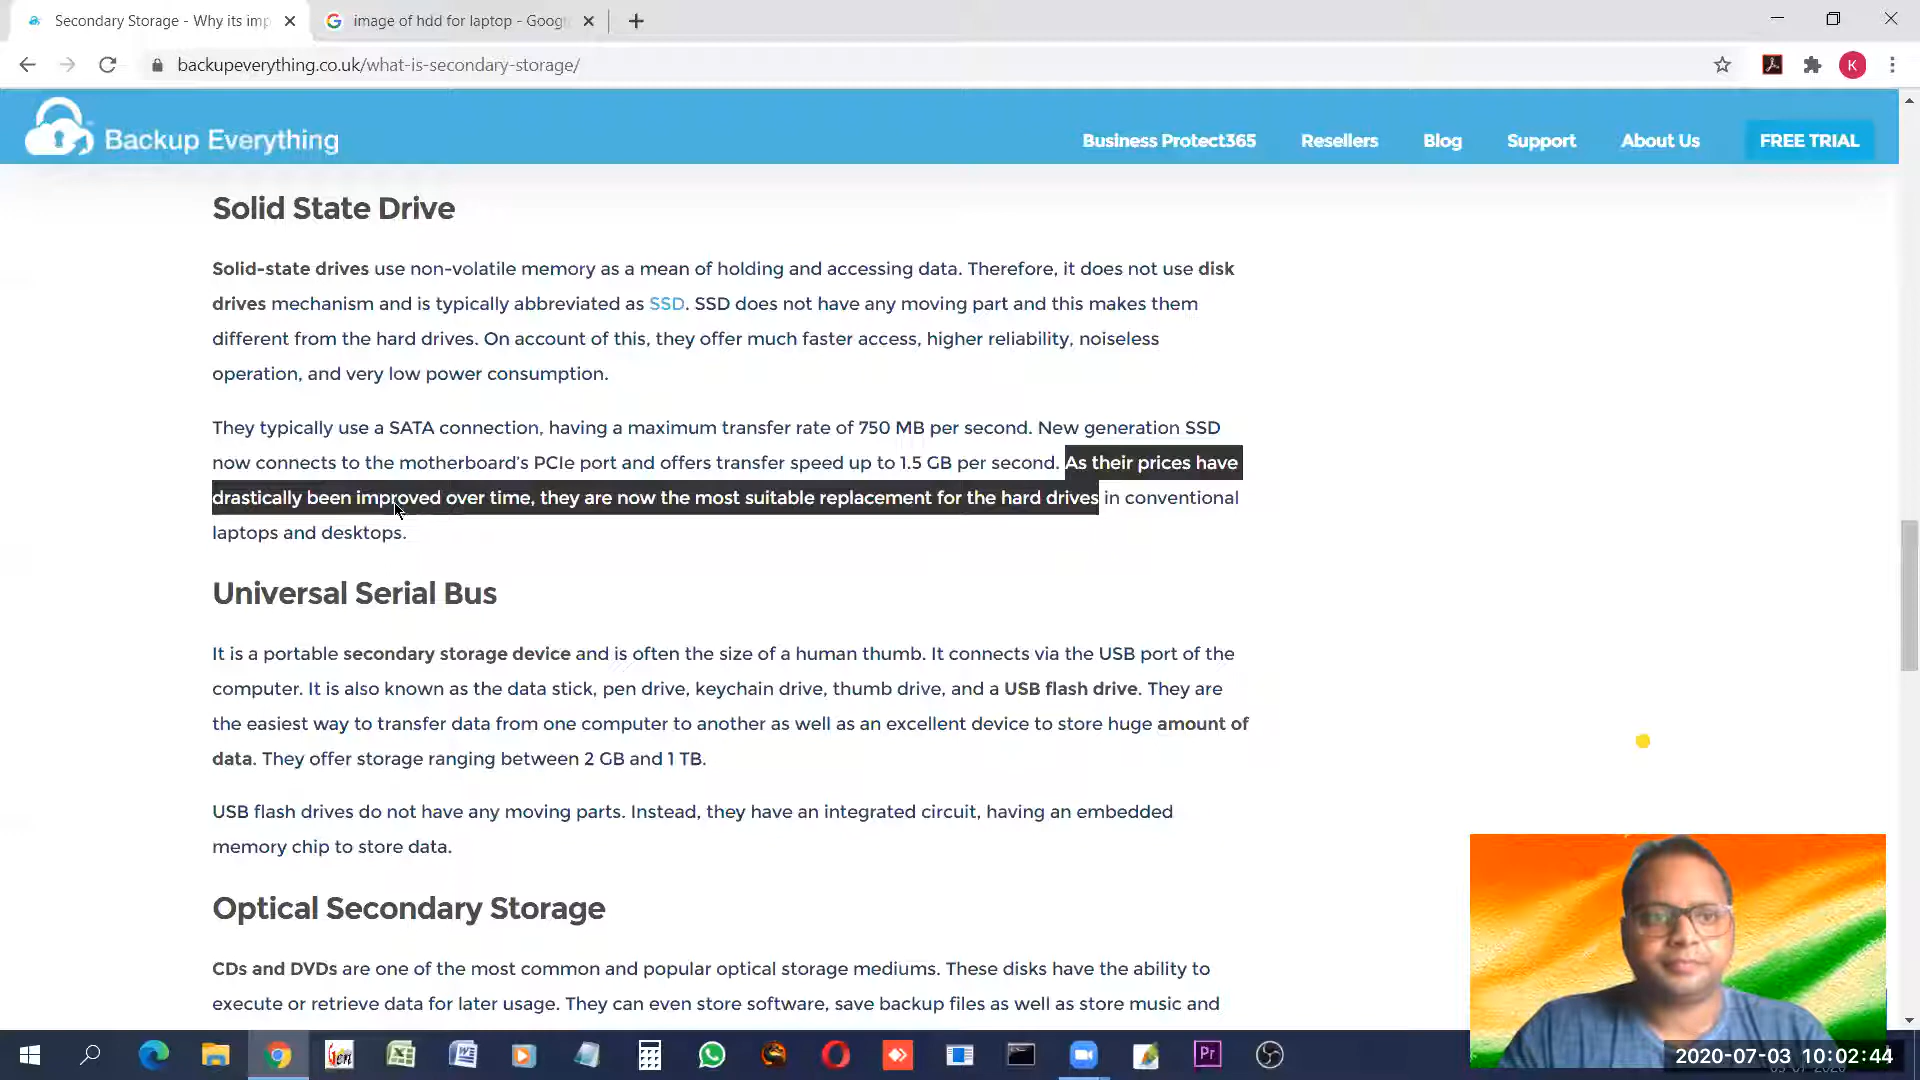 Secondary Storage - Why its imp
image of hdd for laptop - Goog
backupeverything.co.uk/what-is-secondary-storage/
K
Backup Everything
Business Protect365
Resellers
Blog
Support
About Us
FREE TRIAL
Solid State Drive
Solid-state drives use non-volatile memory as a mean of holding and accessing data. Therefore, it does not use disk
drives mechanism and is typically abbreviated as SSD. SSD does not have any moving part and this makes them
different from the hard drives. On account of this, they offer much faster access, higher reliability, noiseless
operation, and very low power consumption.
They typically use a SATA connection, having a maximum transfer rate of 750 MB per second. New generation SSD
now connects to the motherboard's PCIe port and offers transfer speed up to 1.5 GB per second. As their prices have
drastically been improved over time, they are now the most suitable replacement for the hard drives in conventional
laptops and desktops.
Universal Serial Bus
It is a portable secondary storage device and is often the size of a human thumb. It connects via the USB port of the
computer. It is also known as the data stick, pen drive, keychain drive, thumb drive, and a USB flash drive. They are
the easiest way to transfer data from one computer to another as well as an excellent device to store huge amount of
data. They offer storage ranging between 2 GB and 1 TB.
USB flash drives do not have any moving parts. Instead, they have an integrated circuit, having an embedded
memory chip to store data.
Optical Secondary Storage
CDs and DVDs are one of the most common and popular optical storage mediums. These disks have the ability to
execute or retrieve data for later usage. They can even store software, save backup files as well as store music and
Gen
Pr
2020-07-03 10:02:44